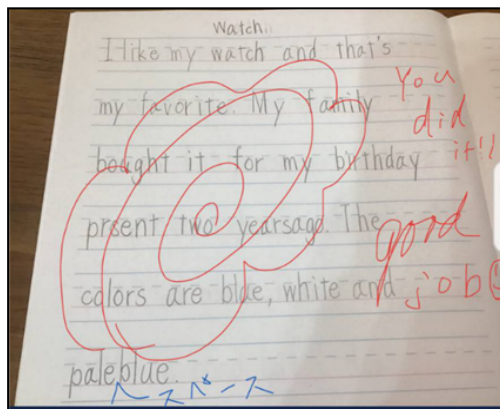 Watch
I like my watch and that's
my favorite. My family
bought it for my birthday
prsent two yearsago. The
colors are blue, white and
paleblue.
You
did
it!!
good
job
スペース